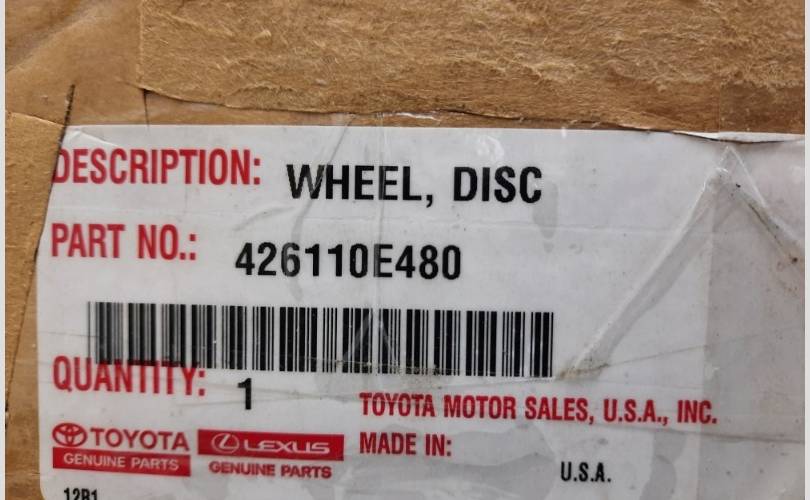 DESCRIPTION: WHEEL, DISC
PART NO.: 426110E480
QUANTITY: 1
TOYOTA MOTOR SALES, U.S.A., INC.
TOYOTA LEXUS MADE IN:
GENUINE PARTS GENUINE PARTS
U.S.A.
12B1